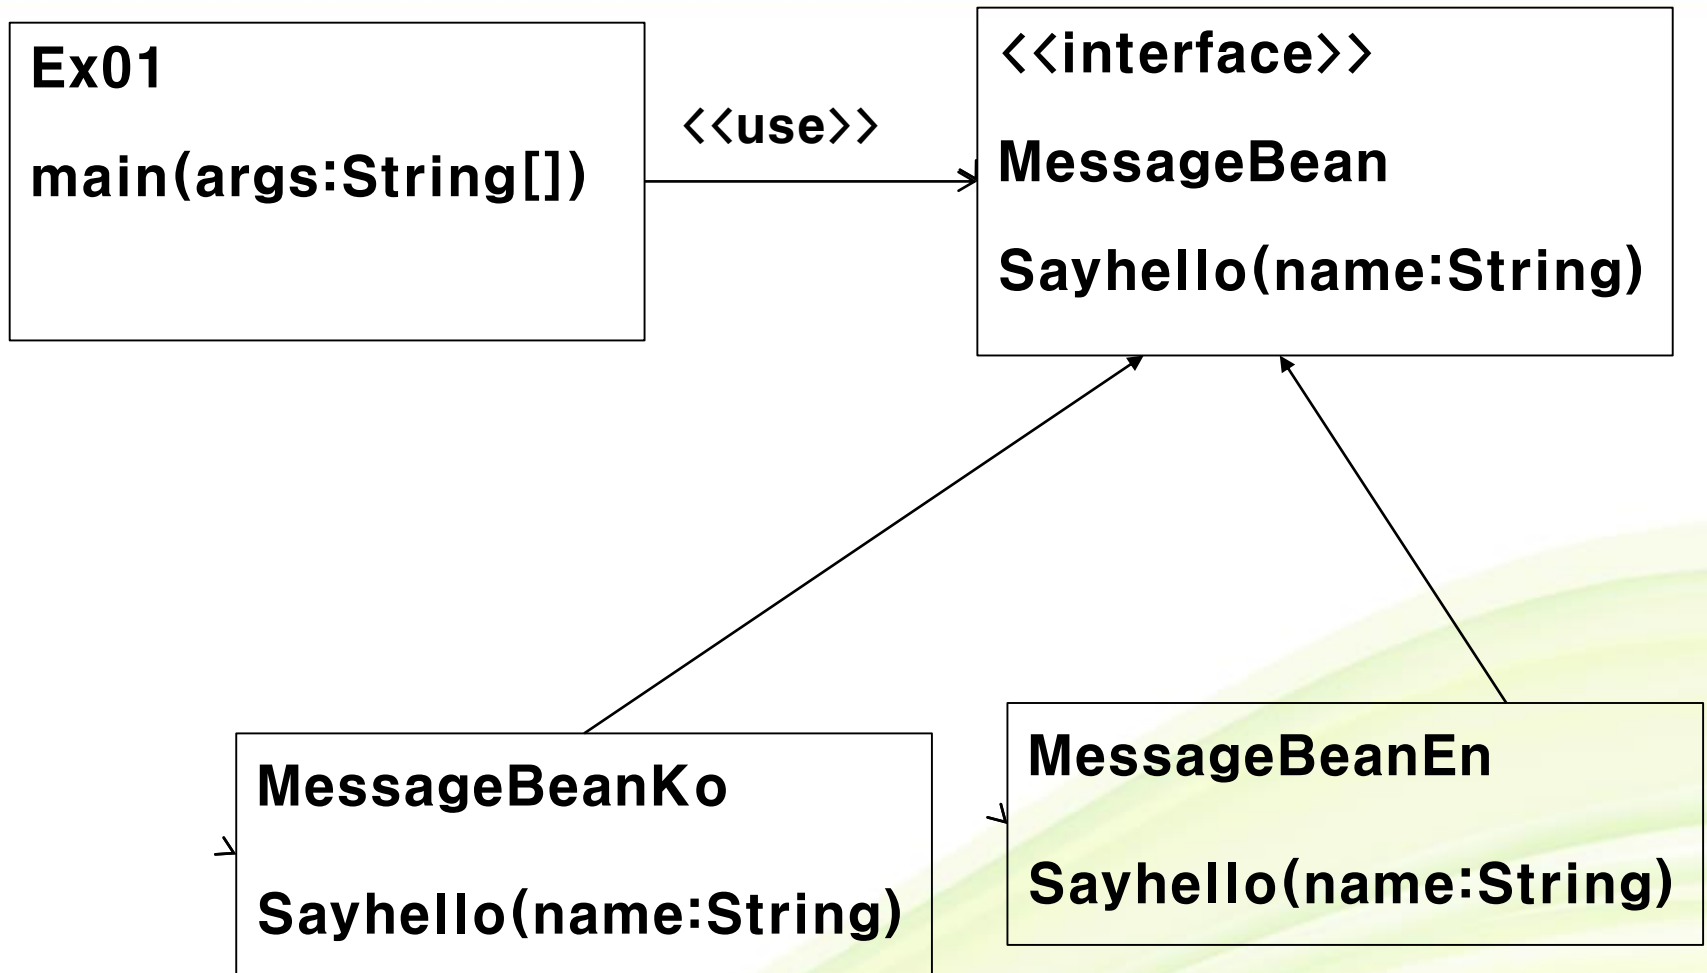 Ex01
main(args:String[])
<<use>>
<<interface>>
MessageBean
Sayhello(name:String)
MessageBeanKo
Sayhello(name:String)
MessageBeanEn
Sayhello(name:String)